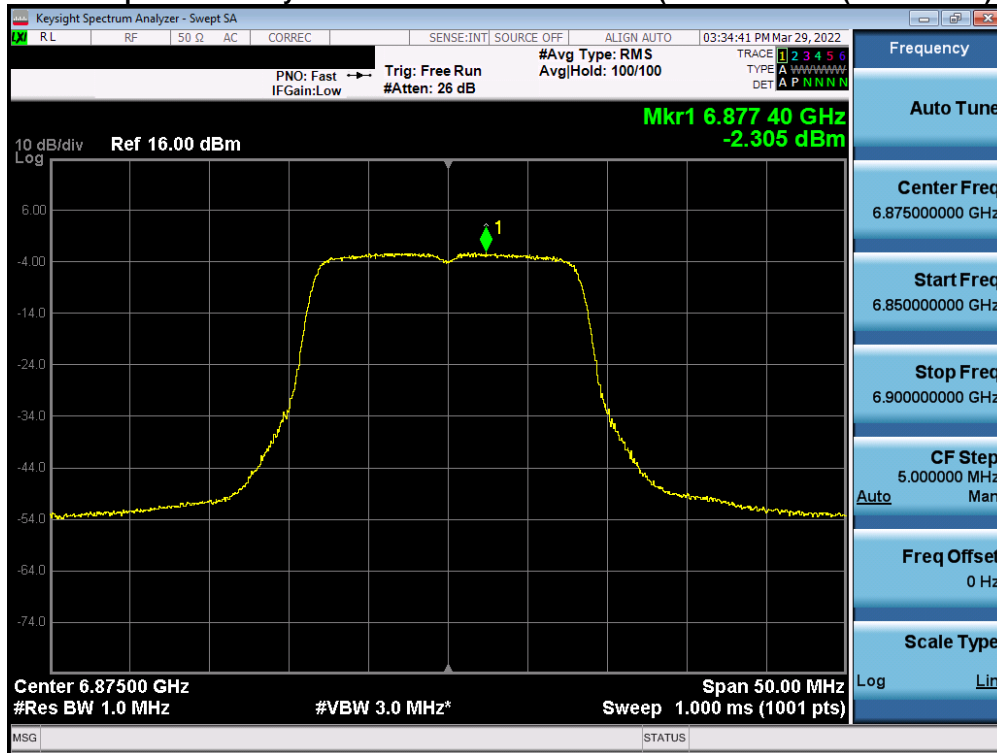 Keysight Spectrum Analyzer - Swept SA
LXI RL RF 50 Ω AC CORREC SENSE:INT SOURCE OFF ALIGN AUTO 03:34:41 PM Mar 29, 2022
PNO: Fast
IFGain:Low
Trig: Free Run
#Atten: 26 dB
#Avg Type: RMS
Avg|Hold: 100/100
TRACE 1 2 3 4 5 6
TYPE A WWWWW
DET A P N N N N
Mkr1 6.877 40 GHz
-2.305 dBm
10 dB/div Ref 16.00 dBm
Log
1
6.00
-4.00
-14.0
-24.0
-34.0
-44.0
-54.0
-64.0
-74.0
Center 6.87500 GHz Span 50.00 MHz
#Res BW 1.0 MHz #VBW 3.0 MHz* Sweep 1.000 ms (1001 pts)
MSG STATUS
Frequency
Auto Tune
Center Freq
6.875000000 GHz
Start Freq
6.850000000 GHz
Stop Freq
6.900000000 GHz
CF Step
5.000000 MHz
Auto Man
Freq Offset
0 Hz
Scale Type
Log Lin